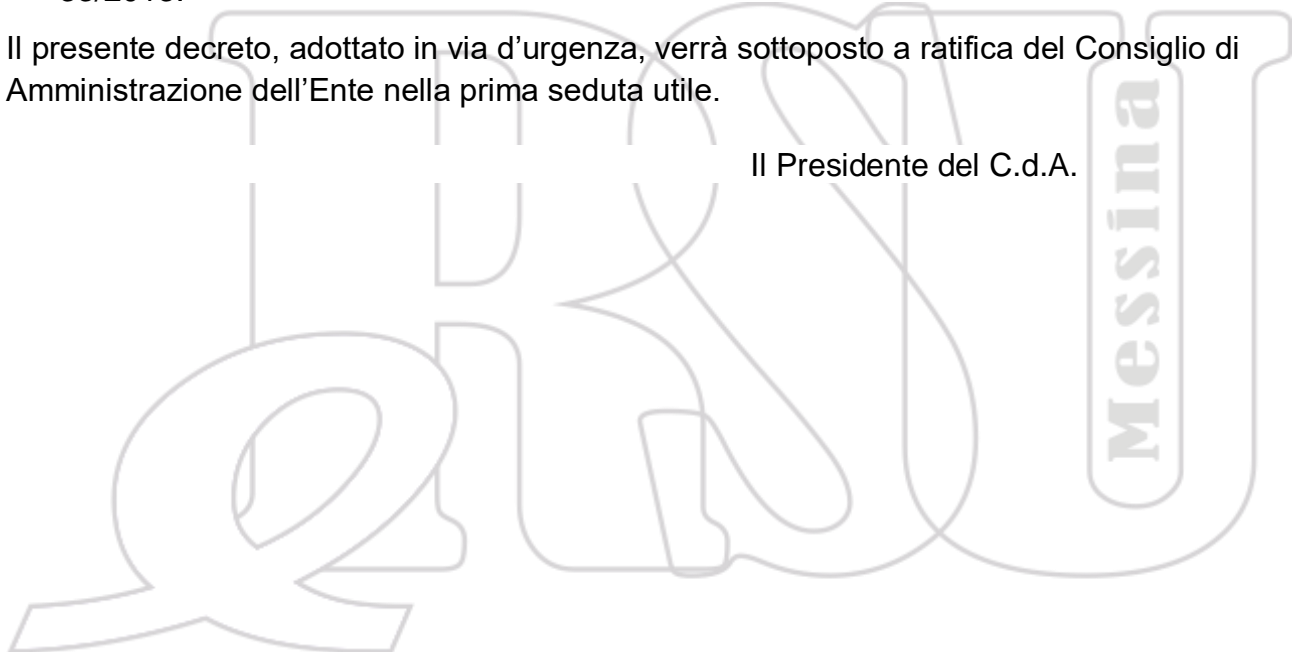 Il presente decreto, adottato in via d’urgenza, verrà sottoposto a ratifica del Consiglio di
Amministrazione dell’Ente nella prima seduta utile.
Il Presidente del C.d.A.
eRSU
Messina